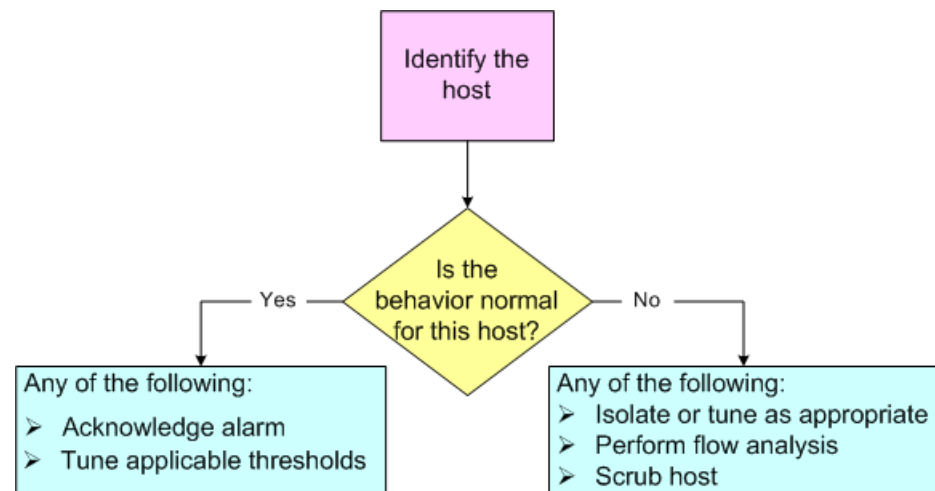 Identify the
host
Is the
behavior normal
for this host?
Yes
No
Any of the following:
➢ Acknowledge alarm
➢ Tune applicable thresholds
Any of the following:
➢ Isolate or tune as appropriate
➢ Perform flow analysis
➢ Scrub host